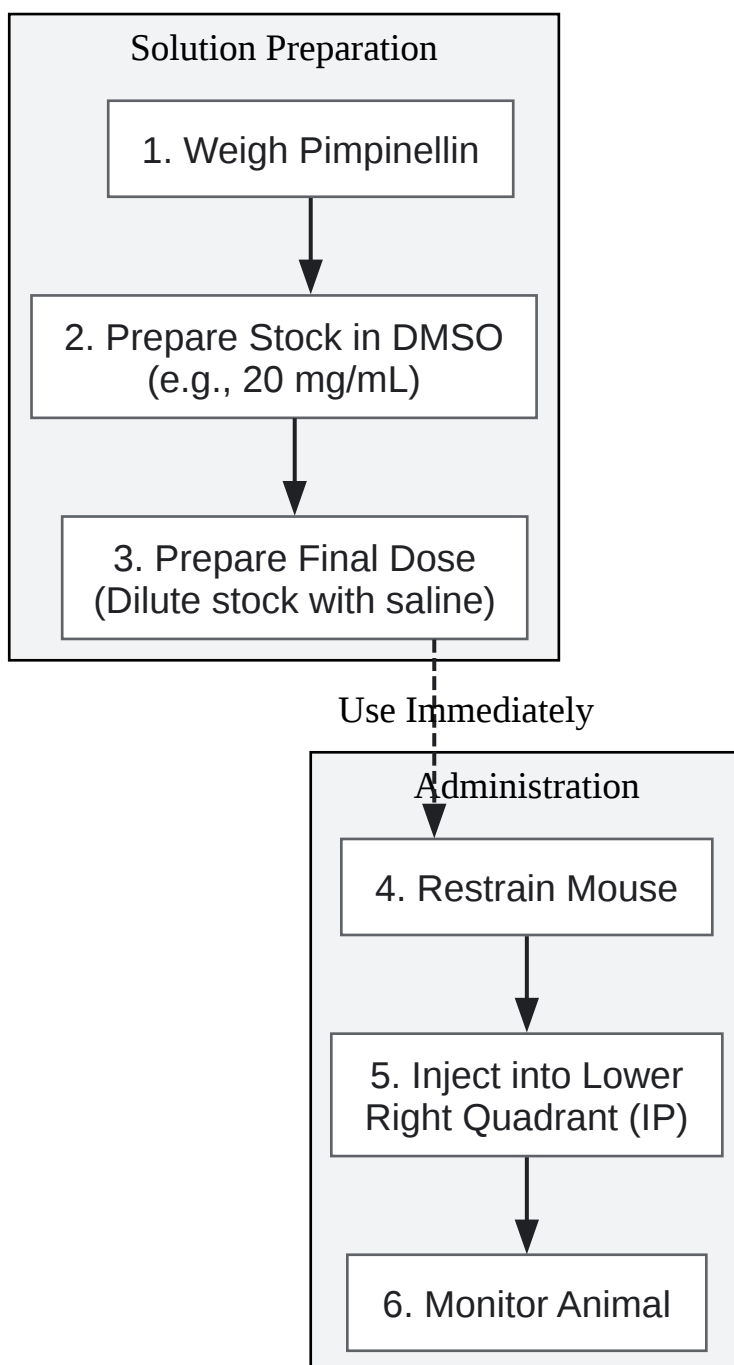 Solution Preparation
1. Weigh Pimpinellin
2. Prepare Stock in DMSO
(e.g., 20 mg/mL)
3. Prepare Final Dose
(Dilute stock with saline)
Use Immediately
Administration
4. Restrain Mouse
5. Inject into Lower
Right Quadrant (IP)
6. Monitor Animal